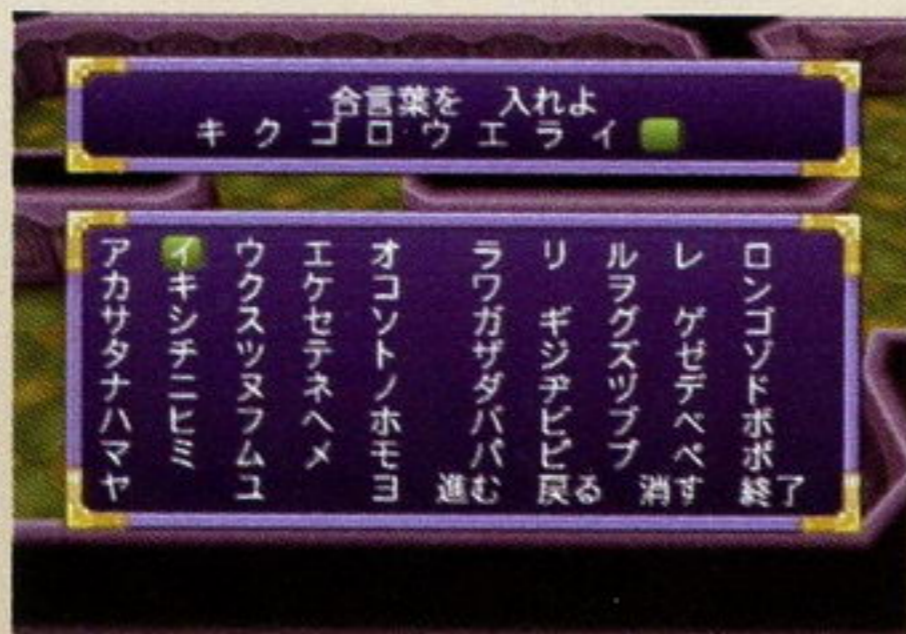 合言葉を 入れよ
キクゴロウエライ
アイウエオ ラリルレロ
カキクケコ ワ ヲ ン
サシスセソ ガギグゲゴ
タチツテト ザジズゼゾ
ナニヌネノ ダヂヅデド
ハヒフヘホ バビブベボ
マミムメモ パピプペポ
ヤ ユ ヨ 進む 戻る 消す 終了